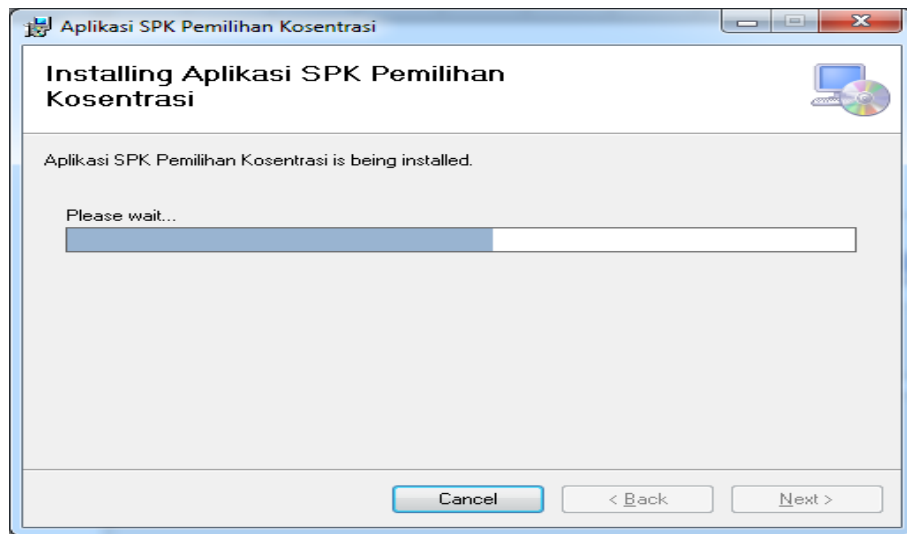 Aplikasi SPK Pemilihan Kosentrasi
Installing Aplikasi SPK Pemilihan
Kosentrasi
Aplikasi SPK Pemilihan Kosentrasi is being installed.
Please wait...
Cancel
< Back
Next >